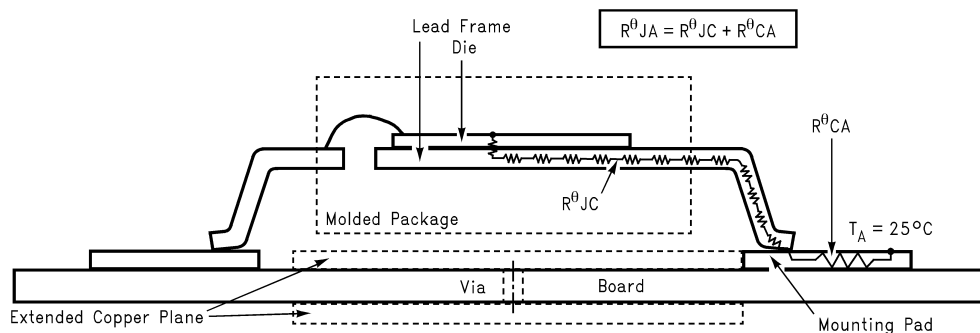 RθJA = RθJC + RθCA
Lead Frame
Die
RθCA
RθJC
Molded Package
TA = 25°C
Via
Board
Extended Copper Plane
Mounting Pad